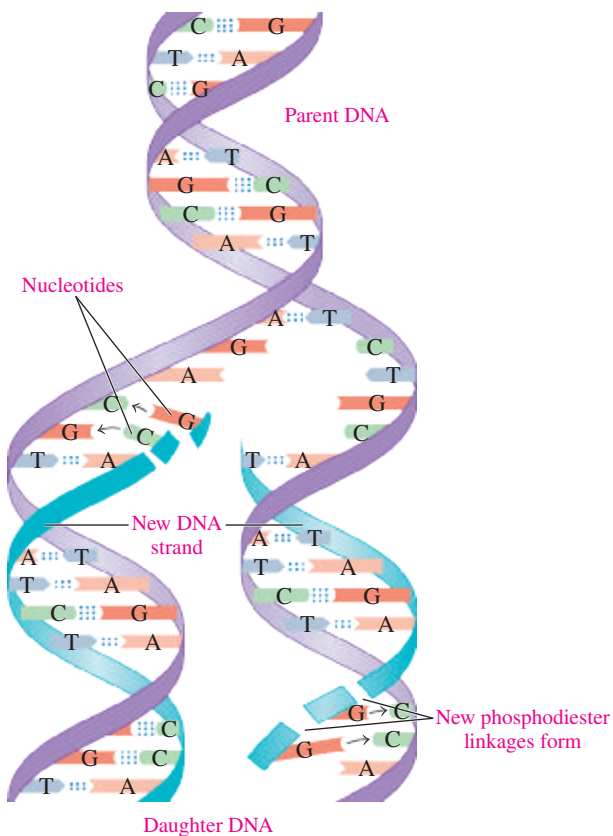 C G
T A
C G
Parent DNA
A T
G C
C G
A T
Nucleotides
A T
G C
A T
C G G
G C C
T A T A
New DNA
strand
A T A T
T A T A
C G C G
T A T A
G C
C
New phosphodiester
linkages form
G C G C
T A A
Daughter DNA